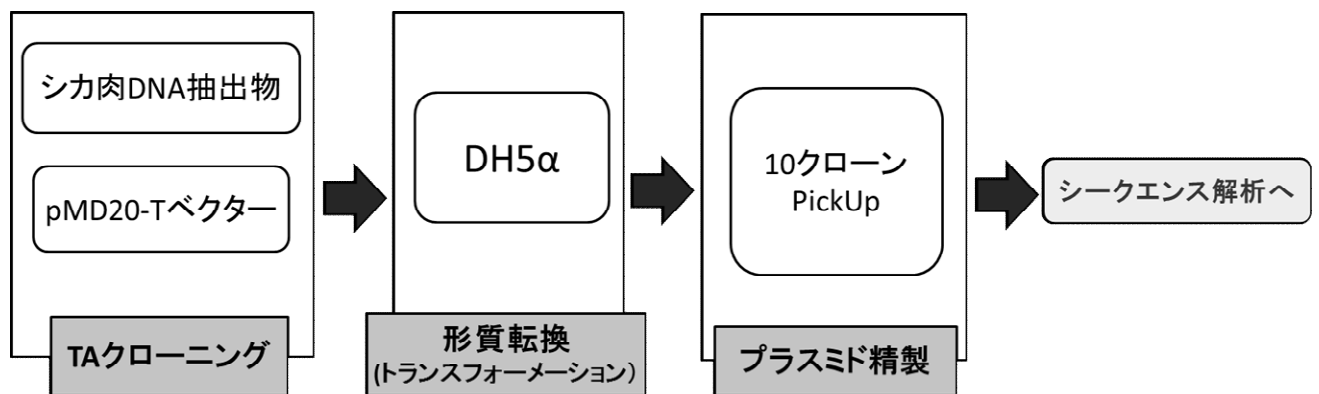 シカ肉DNA抽出物
pMD20-Tベクター
TAクローニング
DH5α
形質転換
(トランスフォーメーション)
10クローン
PickUp
プラスミド精製
シークエンス解析へ